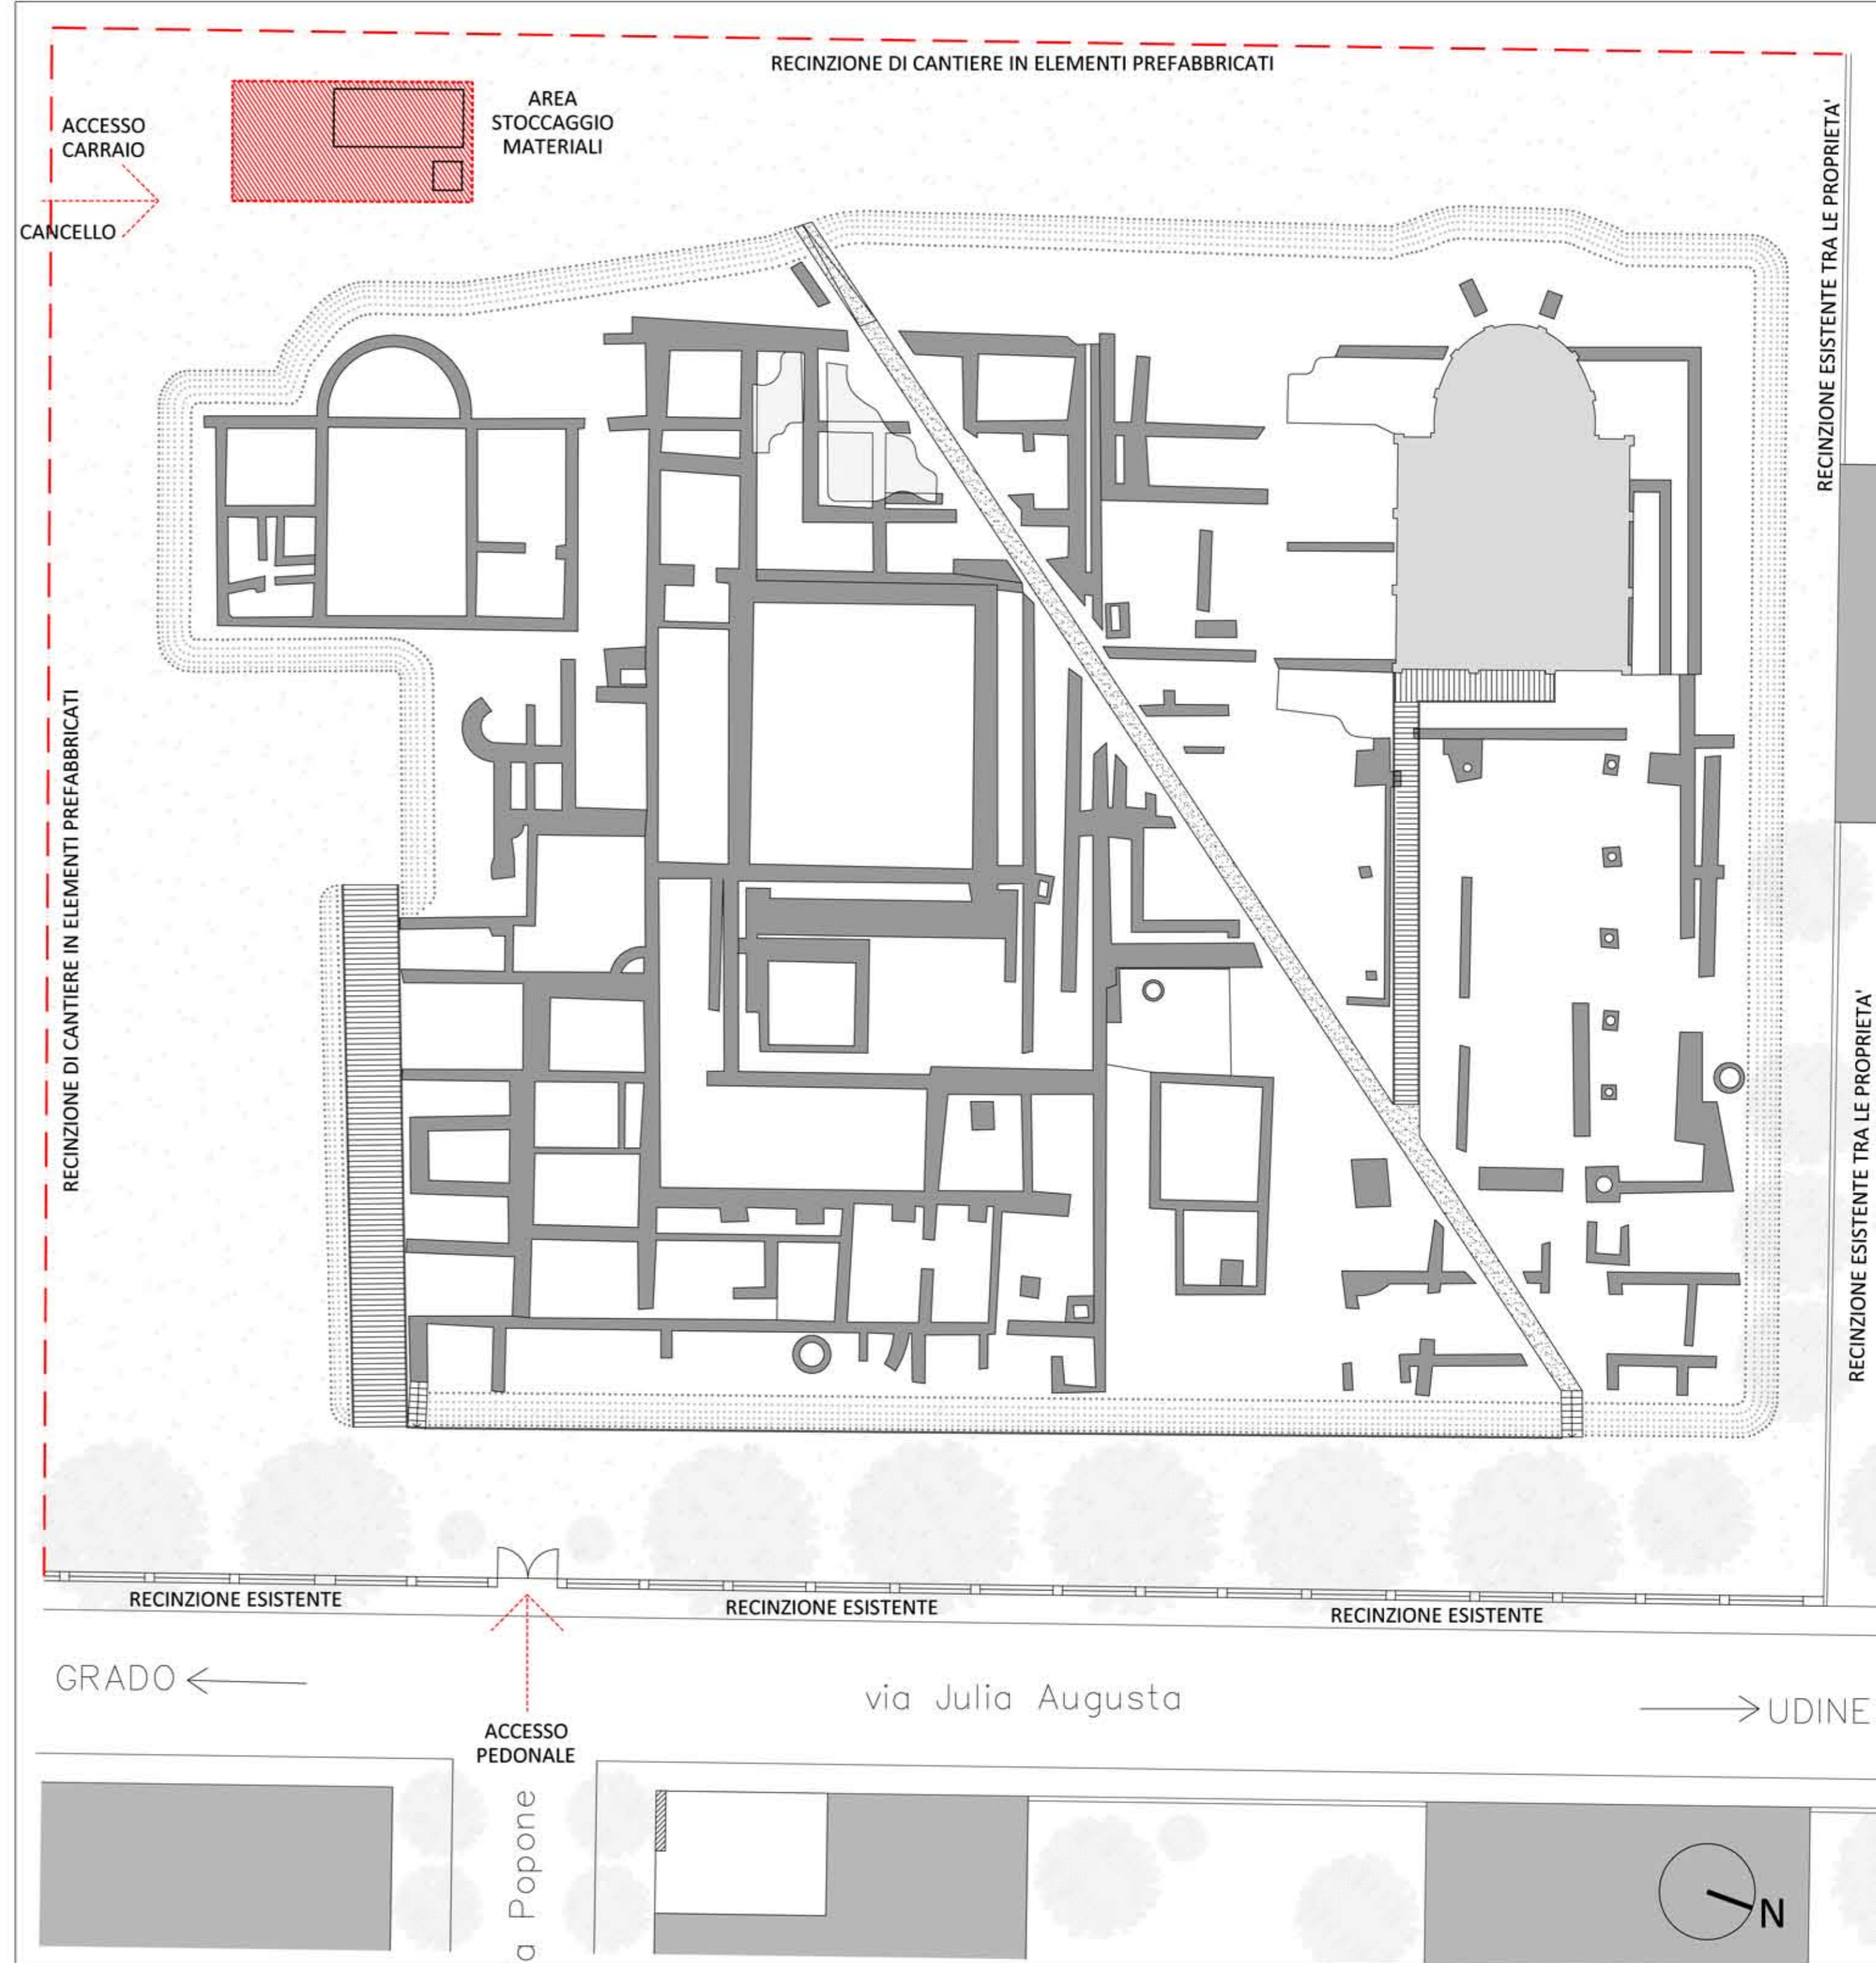 RECINZIONE DI CANTIERE IN ELEMENTI PREFABBRICATI
AREA
STOCCAGGIO
MATERIALI
ACCESSO
CARRAIO
CANCELLO
RECINZIONE ESISTENTE TRA LE PROPRIETA'
RECINZIONE DI CANTIERE IN ELEMENTI PREFABBRICATI
RECINZIONE ESISTENTE TRA LE PROPRIETA'
RECINZIONE ESISTENTE
RECINZIONE ESISTENTE
RECINZIONE ESISTENTE
GRADO
via Julia Augusta
UDINE
ACCESSO
PEDONALE
a Popone
N